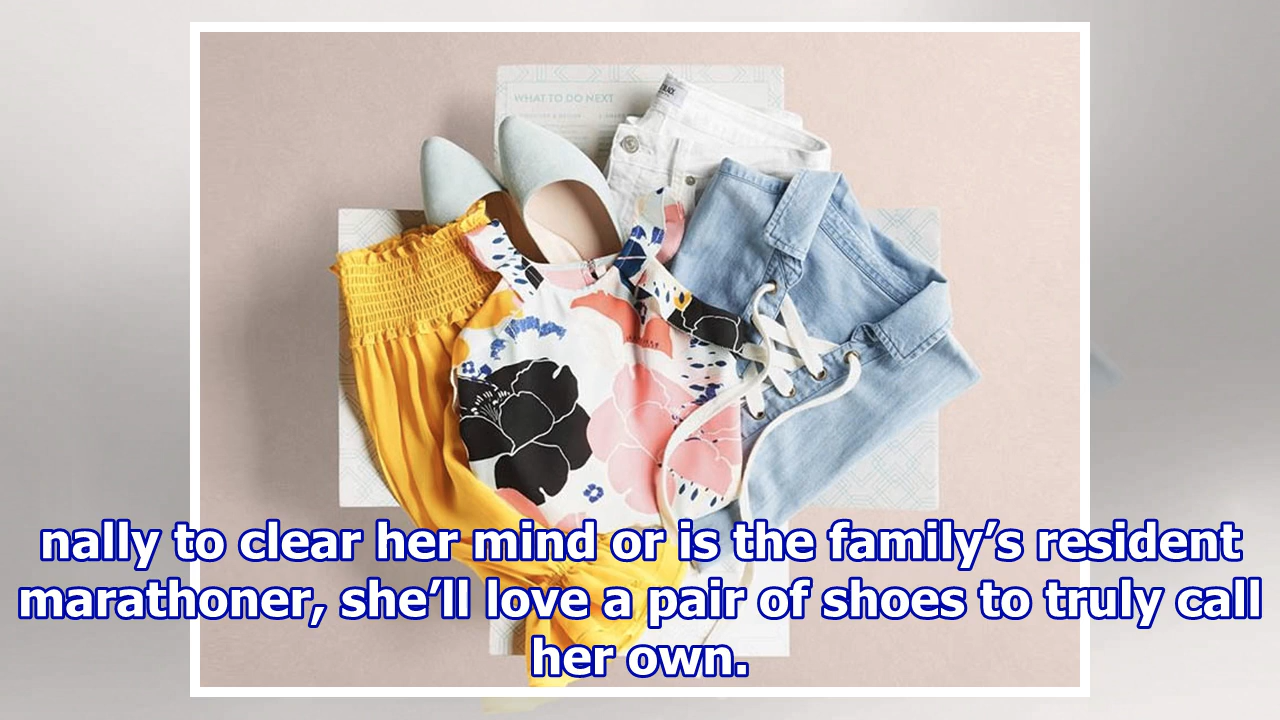 WHAT TO DO NEXT
nally to clear her mind or is the family’s resident
marathoner, she’ll love a pair of shoes to truly call
her own.